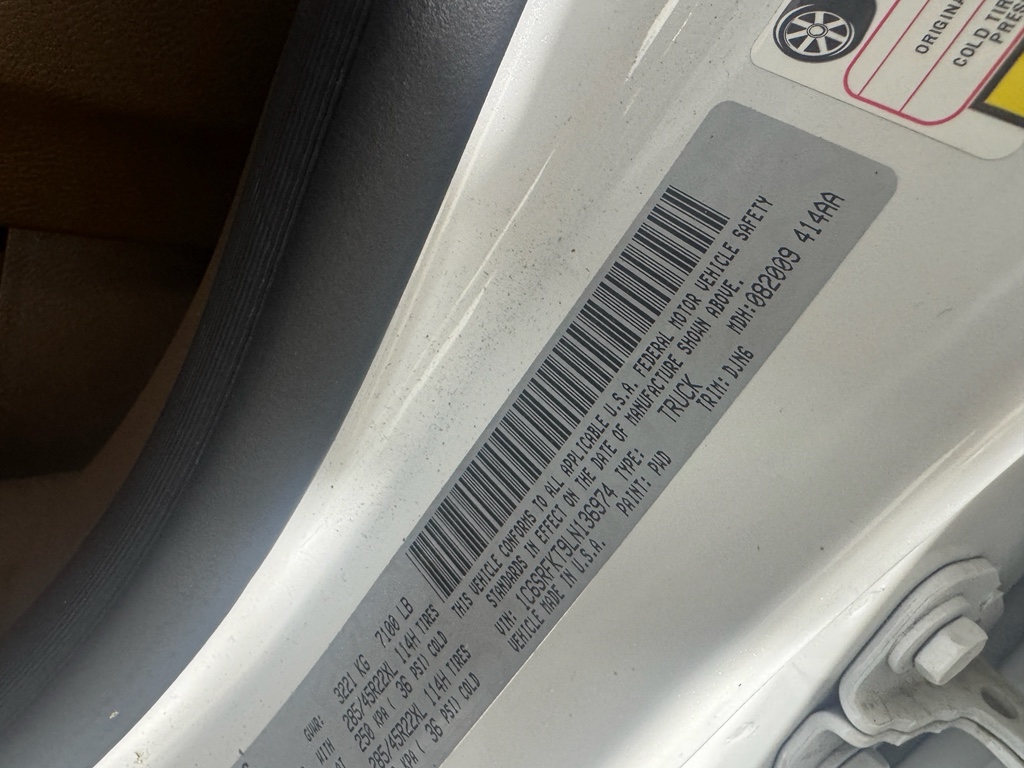 ORIGINA
COLD TIR
PRES
GVWR: 3221 KG 7100 LB
WITH 285/45R22XL 114H TIRES
AT 250 KPA ( 36 PSI) COLD
285/45R22XL 114H TIRES
KPA ( 36 PSI) COLD
THIS VEHICLE CONFORMS TO ALL APPLICABLE U.S.A. FEDERAL MOTOR VEHICLE SAFETY
STANDARDS IN EFFECT ON THE DATE OF MANUFACTURE SHOWN ABOVE.
VIN: 1C6SRFKT9LN136974 TYPE: TRUCK MDH:082009 414AA
VEHICLE MADE IN U.S.A. PAINT: PWD TRIM: DJN6